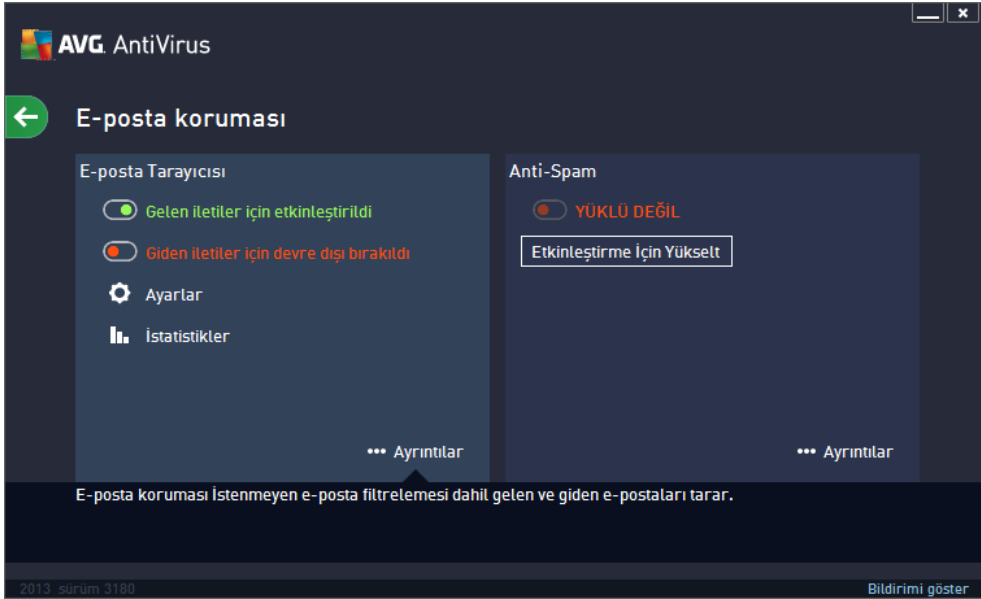 AVG. AntiVirus
E-posta koruması
E-posta Tarayıcısı
Gelen iletiler için etkinleştirildi
Giden iletiler için devre dışı bırakıldı
Ayarlar
İstatistikler
Ayrıntılar
Anti-Spam
YÜKLÜ DEĞİL
Etkinleştirme İçin Yükselt
Ayrıntılar
E-posta koruması İstenmeyen e-posta filtrelemesi dahil gelen ve giden e-postaları tarar.
2013 sürüm 3180
Bildirimi göster